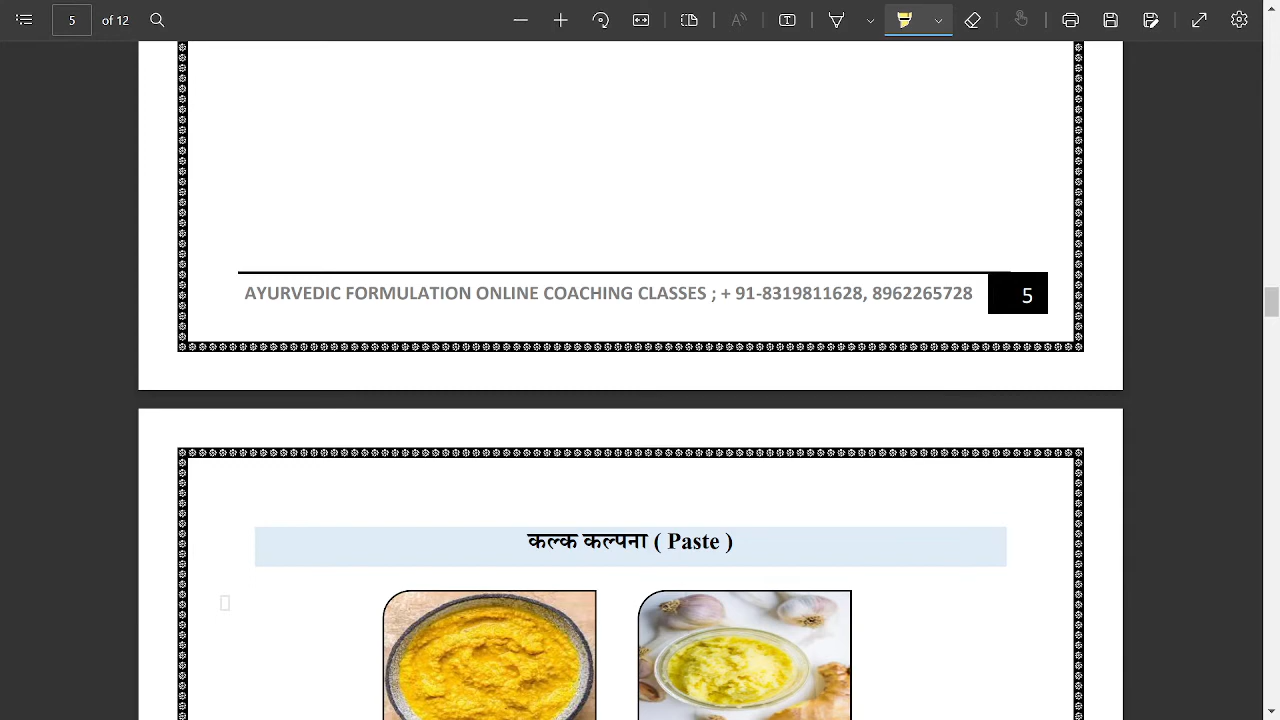 5 of 12
AYURVEDIC FORMULATION ONLINE COACHING CLASSES ; + 91-8319811628, 8962265728
5
कल्क कल्पना ( Paste )